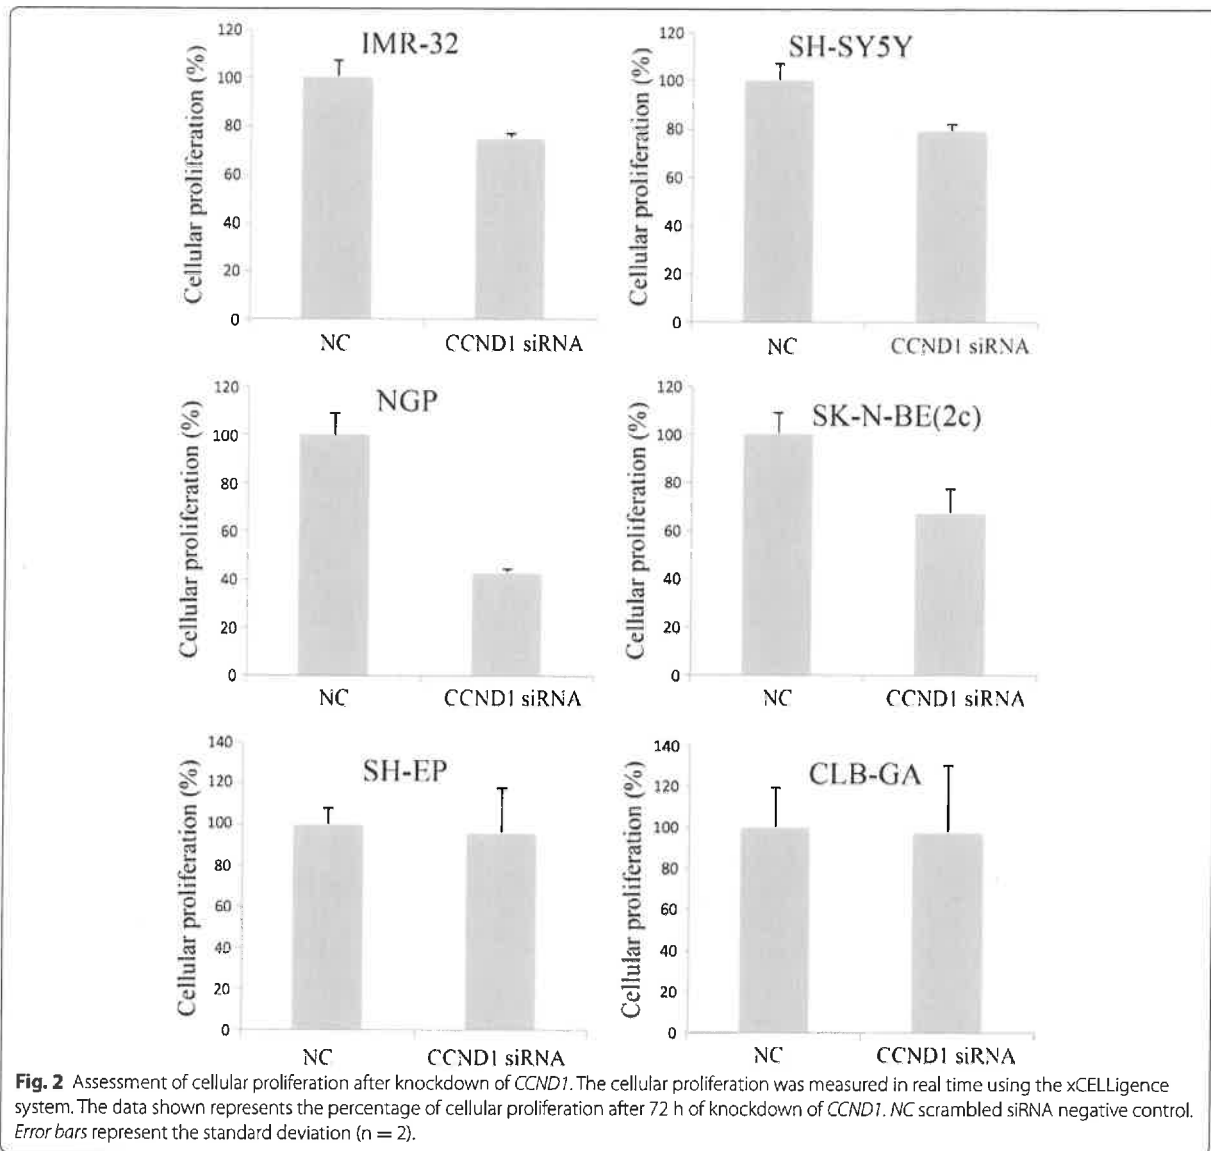 IMR-32
Cellular proliferation (%)
120
100
80
60
40
20
0
NC CCND1 siRNA
SH-SY5Y
Cellular proliferation (%)
120
100
80
60
40
20
0
NC CCND1 siRNA
NGP
Cellular proliferation (%)
120
100
80
60
40
20
0
NC CCND1 siRNA
SK-N-BE(2c)
Cellular proliferation (%)
120
100
80
60
40
20
0
NC CCND1 siRNA
SH-EP
Cellular proliferation (%)
140
120
100
80
60
40
20
0
NC CCND1 siRNA
CLB-GA
Cellular proliferation (%)
140
120
100
80
60
40
20
0
NC CCND1 siRNA
Fig. 2 Assessment of cellular proliferation after knockdown of CCND1. The cellular proliferation was measured in real time using the xCELLigence
system. The data shown represents the percentage of cellular proliferation after 72 h of knockdown of CCND1. NC scrambled siRNA negative control.
Error bars represent the standard deviation (n = 2).